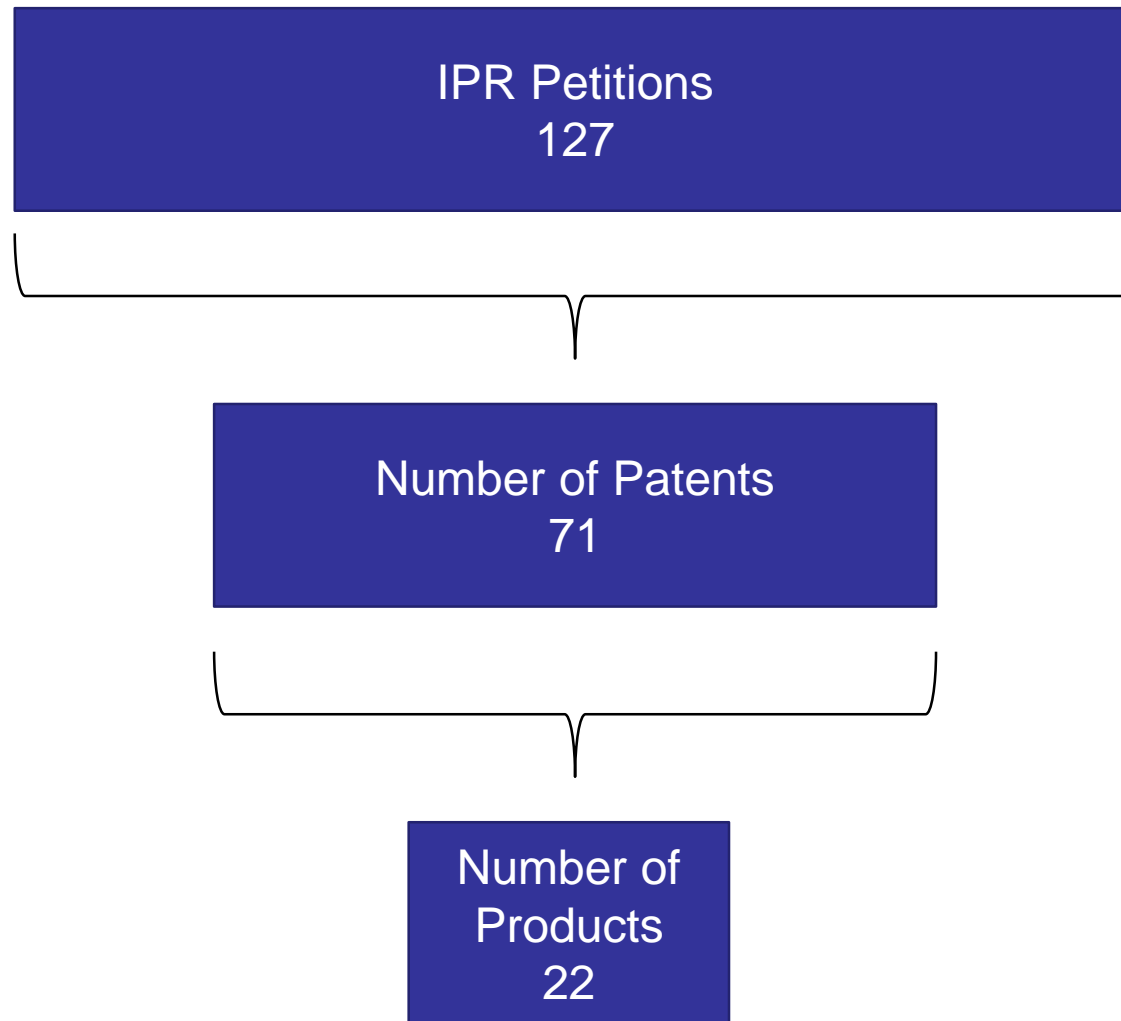 IPR Petitions
127
Number of Patents
71
Number of
Products
22